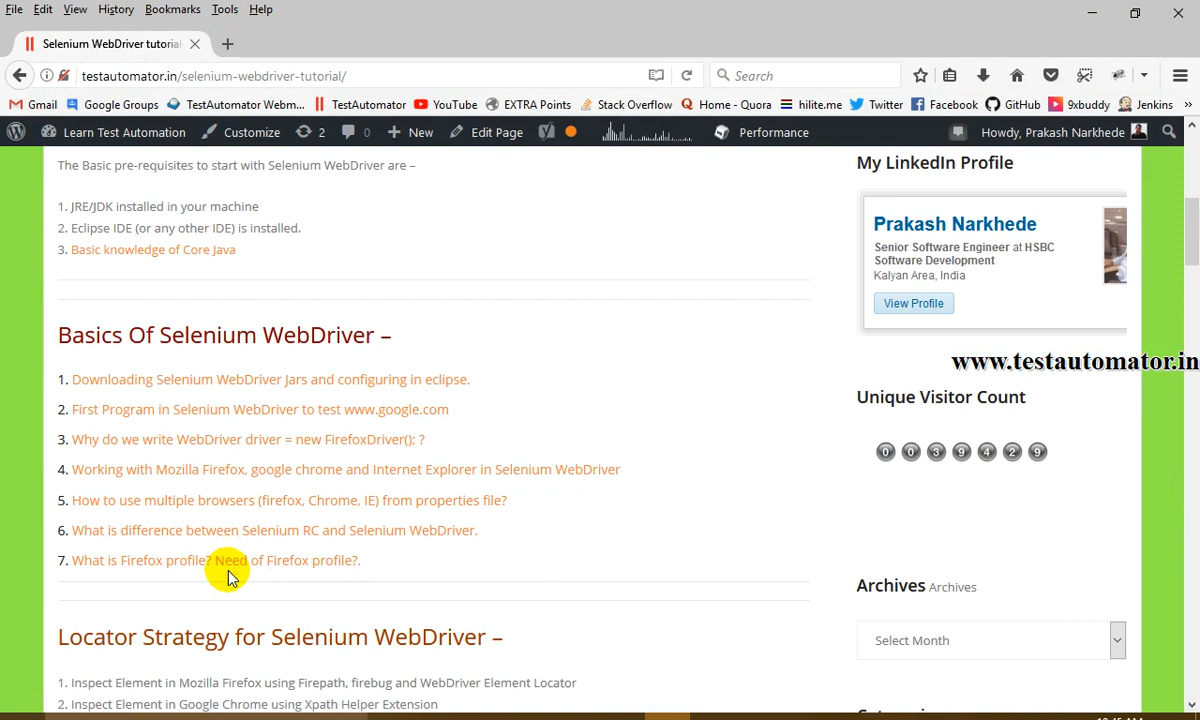 File Edit View History Bookmarks Tools Help
Selenium WebDriver tutorial
testautomator.in/selenium-webdriver-tutorial/
Search
Gmail Google Groups TestAutomator Webm... TestAutomator YouTube EXTRA Points Stack Overflow Home - Quora hilite.me Twitter Facebook GitHub 9xbuddy Jenkins »
Learn Test Automation Customize 2 0 New Edit Page Performance Howdy, Prakash Narkhede
The Basic pre-requisites to start with Selenium WebDriver are –
1. JRE/JDK installed in your machine
2. Eclipse IDE (or any other IDE) is installed.
3. Basic knowledge of Core Java
Basics Of Selenium WebDriver –
1. Downloading Selenium WebDriver Jars and configuring in eclipse.
2. First Program in Selenium WebDriver to test www.google.com
3. Why do we write WebDriver driver = new FirefoxDriver(); ?
4. Working with Mozilla Firefox, google chrome and Internet Explorer in Selenium WebDriver
5. How to use multiple browsers (firefox, Chrome, IE) from properties file?
6. What is difference between Selenium RC and Selenium WebDriver.
7. What is Firefox profile? Need of Firefox profile?.
Locator Strategy for Selenium WebDriver –
1. Inspect Element in Mozilla Firefox using Firepath, firebug and WebDriver Element Locator
2. Inspect Element in Google Chrome using Xpath Helper Extension
My LinkedIn Profile
Prakash Narkhede
Senior Software Engineer at HSBC
Software Development
Kalyan Area, India
View Profile
www.testautomator.in
Unique Visitor Count
0 0 3 9 4 2 9
Archives Archives
Select Month